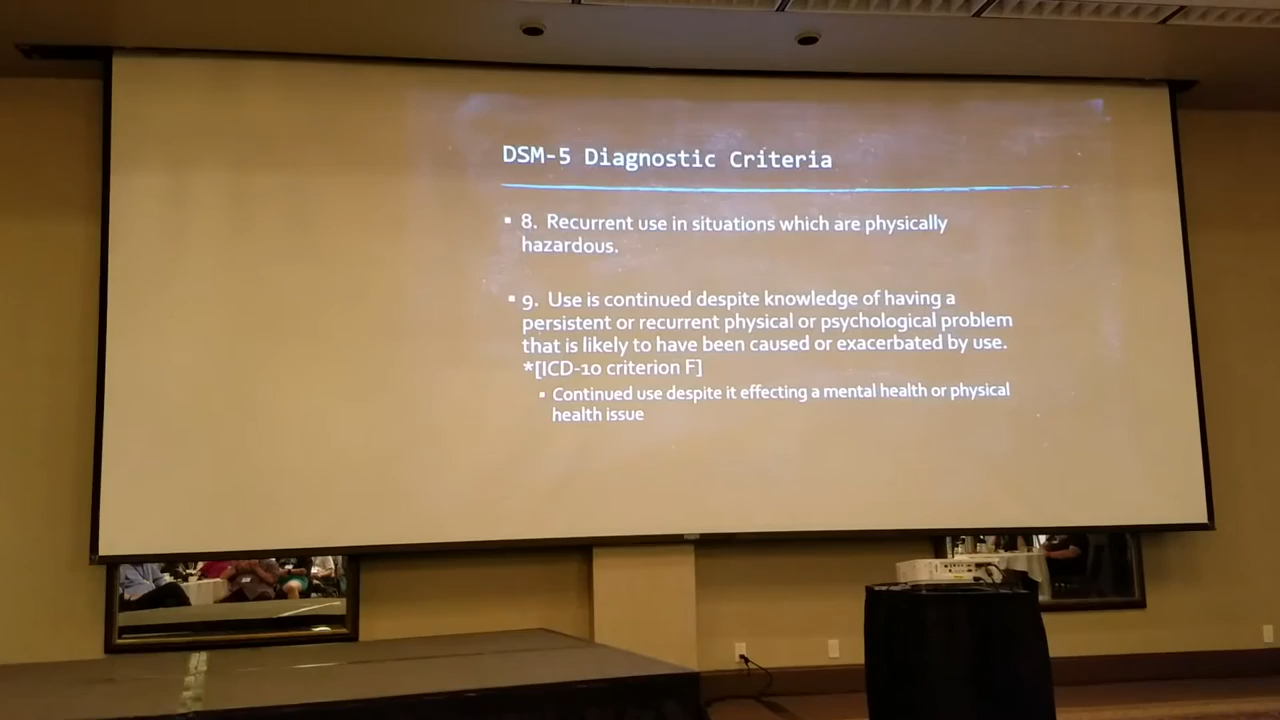 DSM-5 Diagnostic Criteria
▪ 8. Recurrent use in situations which are physically
hazardous.
▪ 9. Use is continued despite knowledge of having a
persistent or recurrent physical or psychological problem
that is likely to have been caused or exacerbated by use.
*[ICD-10 criterion F]
▪ Continued use despite it effecting a mental health or physical
health issue